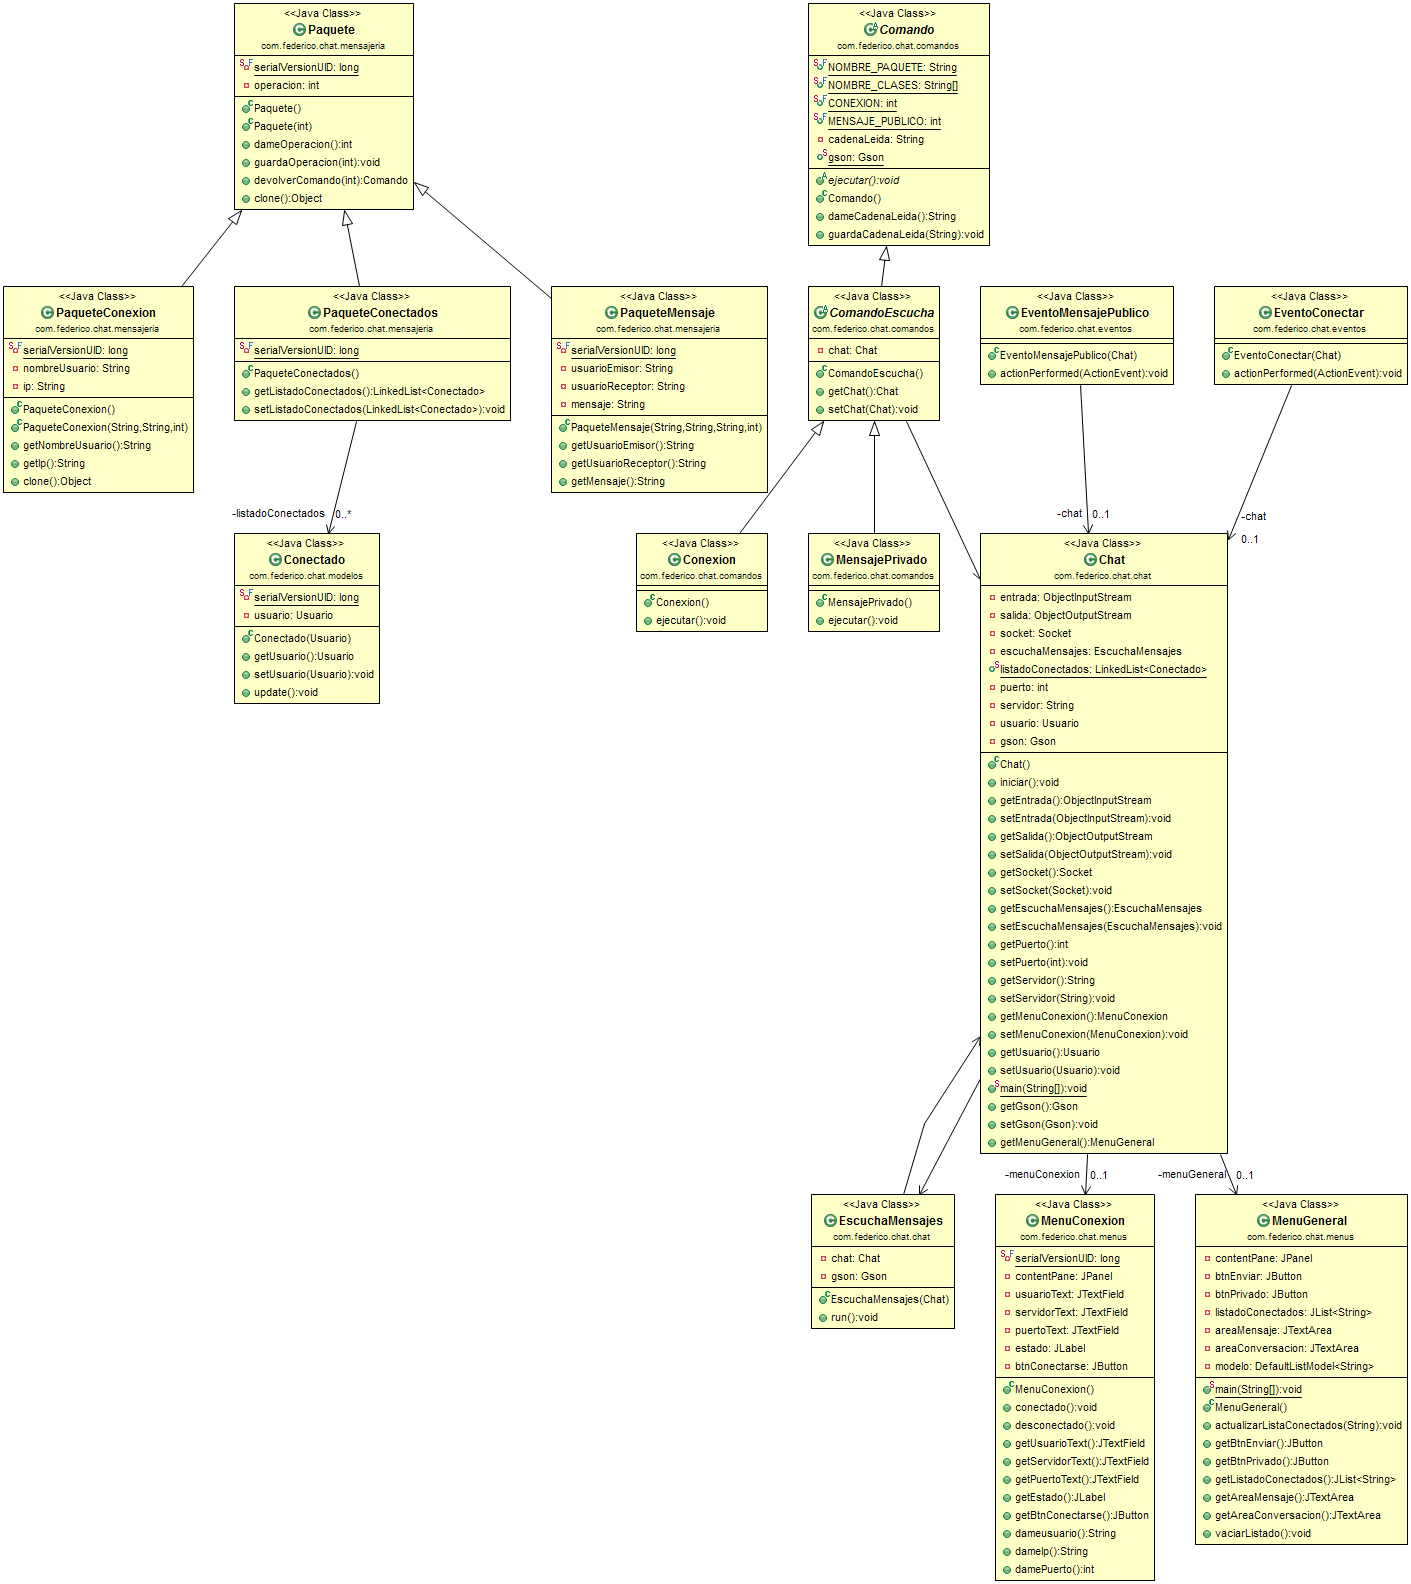 <<Java Class>>
Paquete
com.federico.chat.mensajeria
serialVersionUID: long
operacion: int
Paquete()
Paquete(int)
dameOperacion():int
guardaOperacion(int):void
devolverComando(int):Comando
clone():Object
<<Java Class>>
Comando
com.federico.chat.comandos
NOMBRE_PAQUETE: String
NOMBRE_CLASES: String[]
CONEXION: int
MENSAJE_PUBLICO: int
cadenaLeida: String
gson: Gson
ejecutar():void
Comando()
dameCadenaLeida():String
guardaCadenaLeida(String):void
<<Java Class>>
PaqueteConexion
com.federico.chat.mensajeria
serialVersionUID: long
nombreUsuario: String
ip: String
PaqueteConexion()
PaqueteConexion(String,String,int)
getNombreUsuario():String
getIp():String
clone():Object
<<Java Class>>
PaqueteConectados
com.federico.chat.mensajeria
serialVersionUID: long
PaqueteConectados()
getListadoConectados():LinkedList<Conectado>
setListadoConectados(LinkedList<Conectado>):void
<<Java Class>>
PaqueteMensaje
com.federico.chat.mensajeria
serialVersionUID: long
usuarioEmisor: String
usuarioReceptor: String
mensaje: String
PaqueteMensaje(String,String,String,int)
getUsuarioEmisor():String
getUsuarioReceptor():String
getMensaje():String
<<Java Class>>
ComandoEscucha
com.federico.chat.comandos
chat: Chat
ComandoEscucha()
getChat():Chat
setChat(Chat):void
<<Java Class>>
EventoMensajePublico
com.federico.chat.eventos
EventoMensajePublico(Chat)
actionPerformed(ActionEvent):void
<<Java Class>>
EventoConectar
com.federico.chat.eventos
EventoConectar(Chat)
actionPerformed(ActionEvent):void
-listadoConectados 0..*
-chat 0..1
-chat
0..1
<<Java Class>>
Conectado
com.federico.chat.modelos
serialVersionUID: long
usuario: Usuario
Conectado(Usuario)
getUsuario():Usuario
setUsuario(Usuario):void
update():void
<<Java Class>>
Conexion
com.federico.chat.comandos
Conexion()
ejecutar():void
<<Java Class>>
MensajePrivado
com.federico.chat.comandos
MensajePrivado()
ejecutar():void
<<Java Class>>
Chat
com.federico.chat.chat
entrada: ObjectInputStream
salida: ObjectOutputStream
socket: Socket
escuchaMensajes: EscuchaMensajes
listadoConectados: LinkedList<Conectado>
puerto: int
servidor: String
usuario: Usuario
gson: Gson
Chat()
iniciar():void
getEntrada():ObjectInputStream
setEntrada(ObjectInputStream):void
getSalida():ObjectOutputStream
setSalida(ObjectOutputStream):void
getSocket():Socket
setSocket(Socket):void
getEscuchaMensajes():EscuchaMensajes
setEscuchaMensajes(EscuchaMensajes):void
getPuerto():int
setPuerto(int):void
getServidor():String
setServidor(String):void
getMenuConexion():MenuConexion
setMenuConexion(MenuConexion):void
getUsuario():Usuario
setUsuario(Usuario):void
main(String[]):void
getGson():Gson
setGson(Gson):void
getMenuGeneral():MenuGeneral
-menuConexion 0..1
-menuGeneral 0..1
<<Java Class>>
EscuchaMensajes
com.federico.chat.chat
chat: Chat
gson: Gson
EscuchaMensajes(Chat)
run():void
<<Java Class>>
MenuConexion
com.federico.chat.menus
serialVersionUID: long
contentPane: JPanel
usuarioText: JTextField
servidorText: JTextField
puertoText: JTextField
estado: JLabel
btnConectarse: JButton
MenuConexion()
conectado():void
desconectado():void
getUsuarioText():JTextField
getServidorText():JTextField
getPuertoText():JTextField
getEstado():JLabel
getBtnConectarse():JButton
dameusuario():String
dameIp():String
damePuerto():int
<<Java Class>>
MenuGeneral
com.federico.chat.menus
contentPane: JPanel
btnEnviar: JButton
btnPrivado: JButton
listadoConectados: JList<String>
areaMensaje: JTextArea
areaConversacion: JTextArea
modelo: DefaultListModel<String>
main(String[]):void
MenuGeneral()
actualizarListaConectados(String):void
getBtnEnviar():JButton
getBtnPrivado():JButton
getListadoConectados():JList<String>
getAreaMensaje():JTextArea
getAreaConversacion():JTextArea
vaciarListado():void